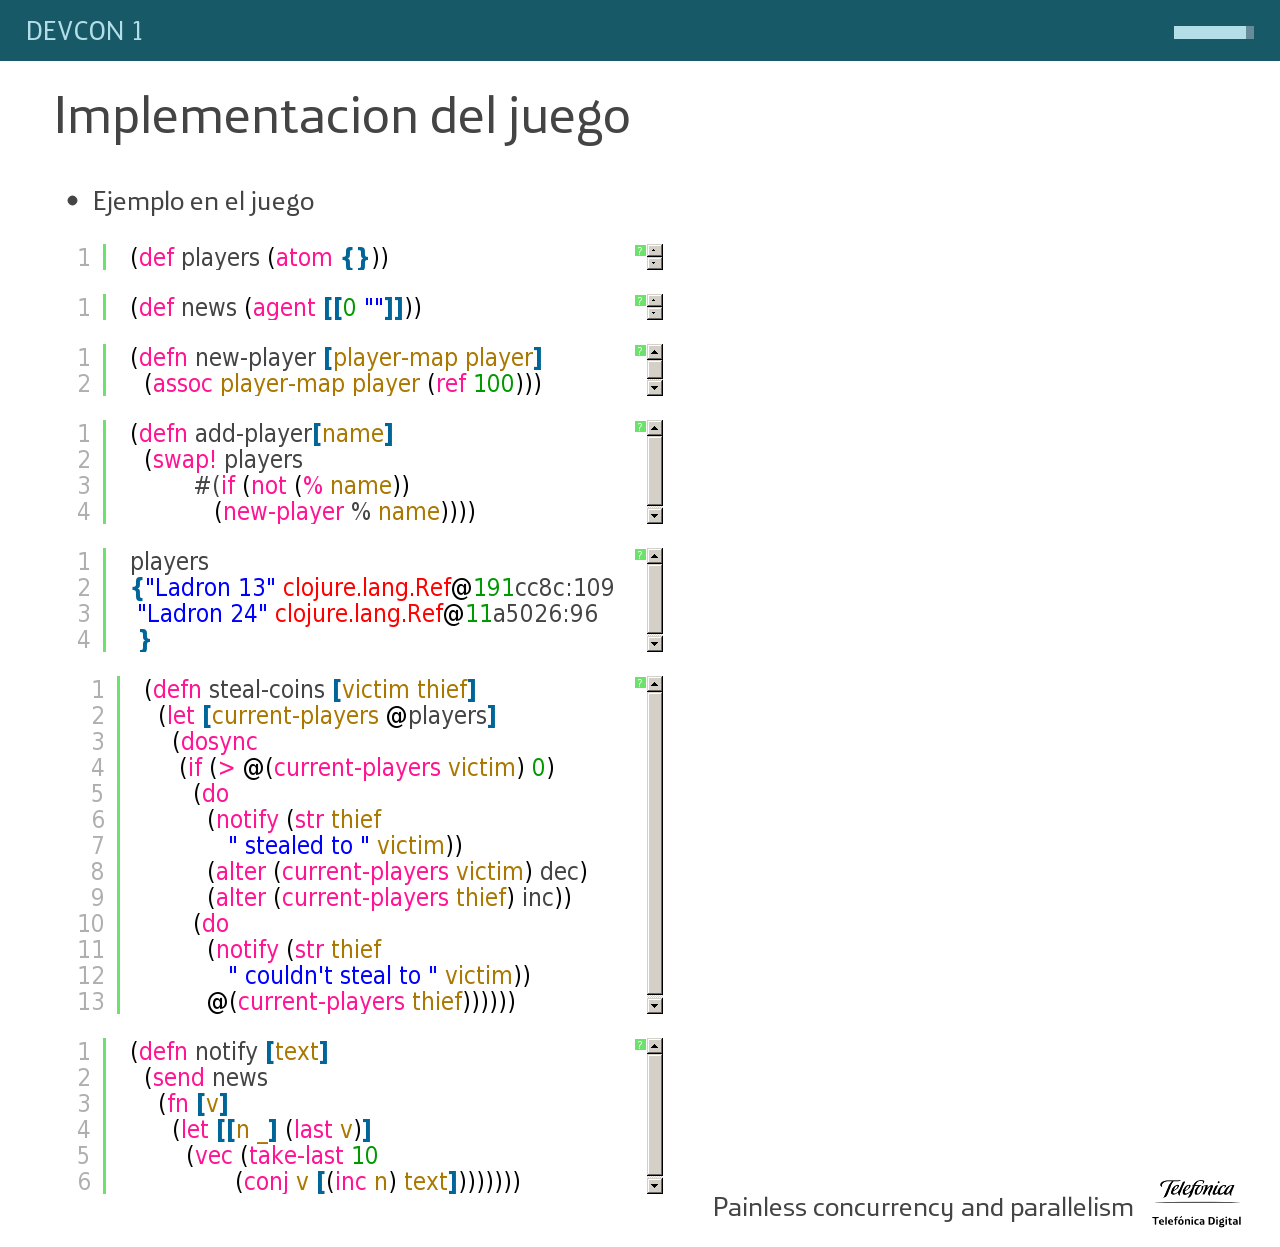 DEVCON 1
Implementacion del juego
• Ejemplo en el juego
1 (def players (atom {})) ?
1 (def news (agent [[0 ""]])) ?
1 (defn new-player [player-map player] ?
2 (assoc player-map player (ref 100)))
1 (defn add-player[name] ?
2 (swap! players
3 #(if (not (% name))
4 (new-player % name))))
1 players ?
2 {"Ladron 13" clojure.lang.Ref@191cc8c:109
3 "Ladron 24" clojure.lang.Ref@11a5026:96
4 }
1 (defn steal-coins [victim thief] ?
2 (let [current-players @players]
3 (dosync
4 (if (> @(current-players victim) 0)
5 (do
6 (notify (str thief
7 " stealed to " victim))
8 (alter (current-players victim) dec)
9 (alter (current-players thief) inc))
10 (do
11 (notify (str thief
12 " couldn't steal to " victim))
13 @(current-players thief))))))
1 (defn notify [text] ?
2 (send news
3 (fn [v]
4 (let [[n _] (last v)]
5 (vec (take-last 10
6 (conj v [(inc n) text])))))))
Painless concurrency and parallelism
Telefónica
Telefónica Digital